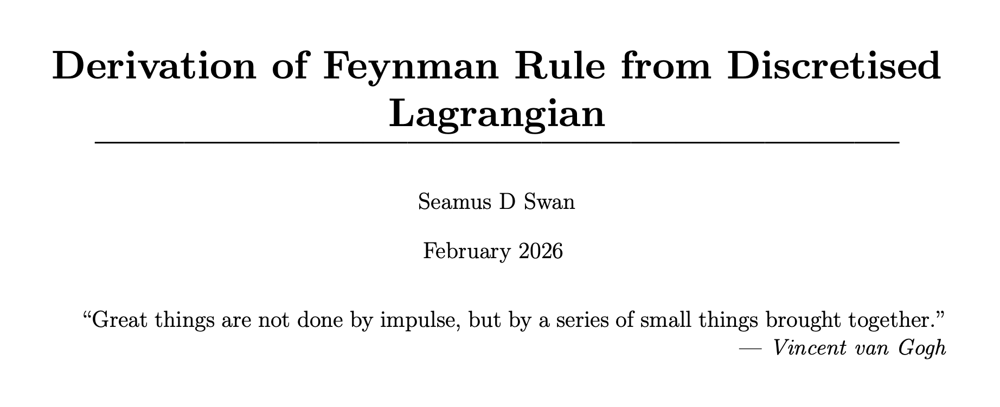 Derivation of Feynman Rule from Discretised
Lagrangian
Seamus D Swan
February 2026
“Great things are not done by impulse, but by a series of small things brought together.”
— Vincent van Gogh